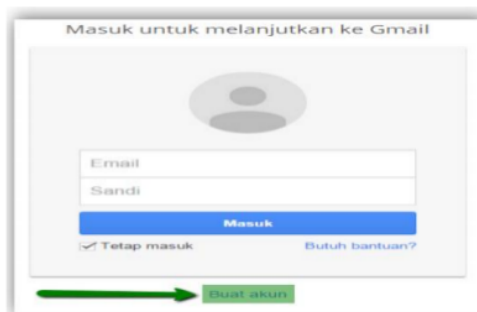 Masuk untuk melanjutkan ke Gmail
Email
Sandi
Masuk
Tetap masuk Butuh bantuan?
Buat akun